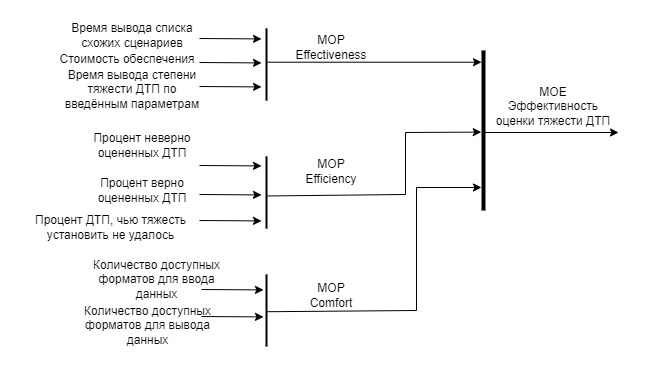 Время вывода списка
схожих сценариев
Стоимость обеспечения
Время вывода степени
тяжести ДТП по
введённым параметрам
MOP
Effectiveness
Процент неверно
оцененных ДТП
Процент верно
оцененных ДТП
Процент ДТП, чью тяжесть
установить не удалось
MOP
Efficiency
Количество доступных
форматов для ввода
данных
Количество доступных
форматов для вывода
данных
MOP
Comfort
MOE
Эффективность
оценки тяжести ДТП